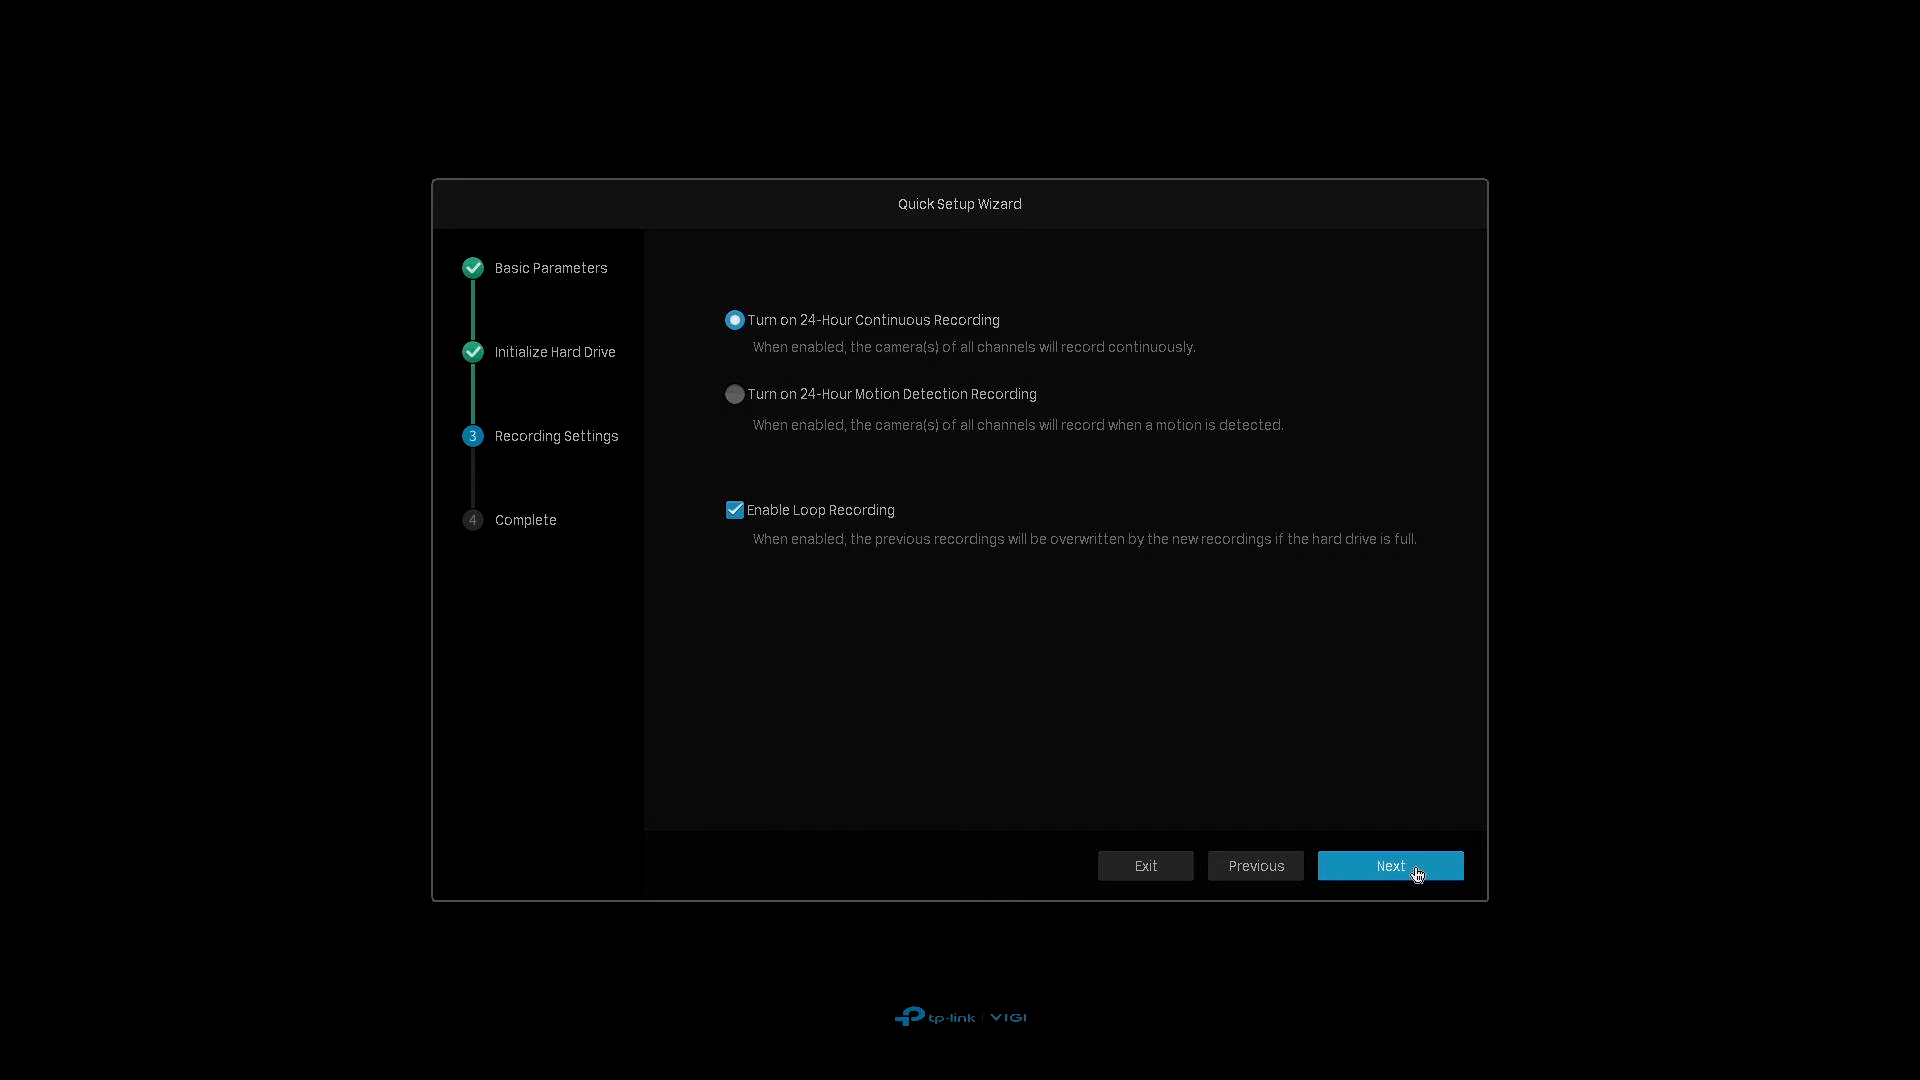 Quick Setup Wizard
Basic Parameters
Initialize Hard Drive
3 Recording Settings
4 Complete
Turn on 24-Hour Continuous Recording
When enabled, the camera(s) of all channels will record continuously.
Turn on 24-Hour Motion Detection Recording
When enabled, the camera(s) of all channels will record when a motion is detected.
Enable Loop Recording
When enabled, the previous recordings will be overwritten by the new recordings if the hard drive is full.
Exit Previous Next
tp-link | VIGI